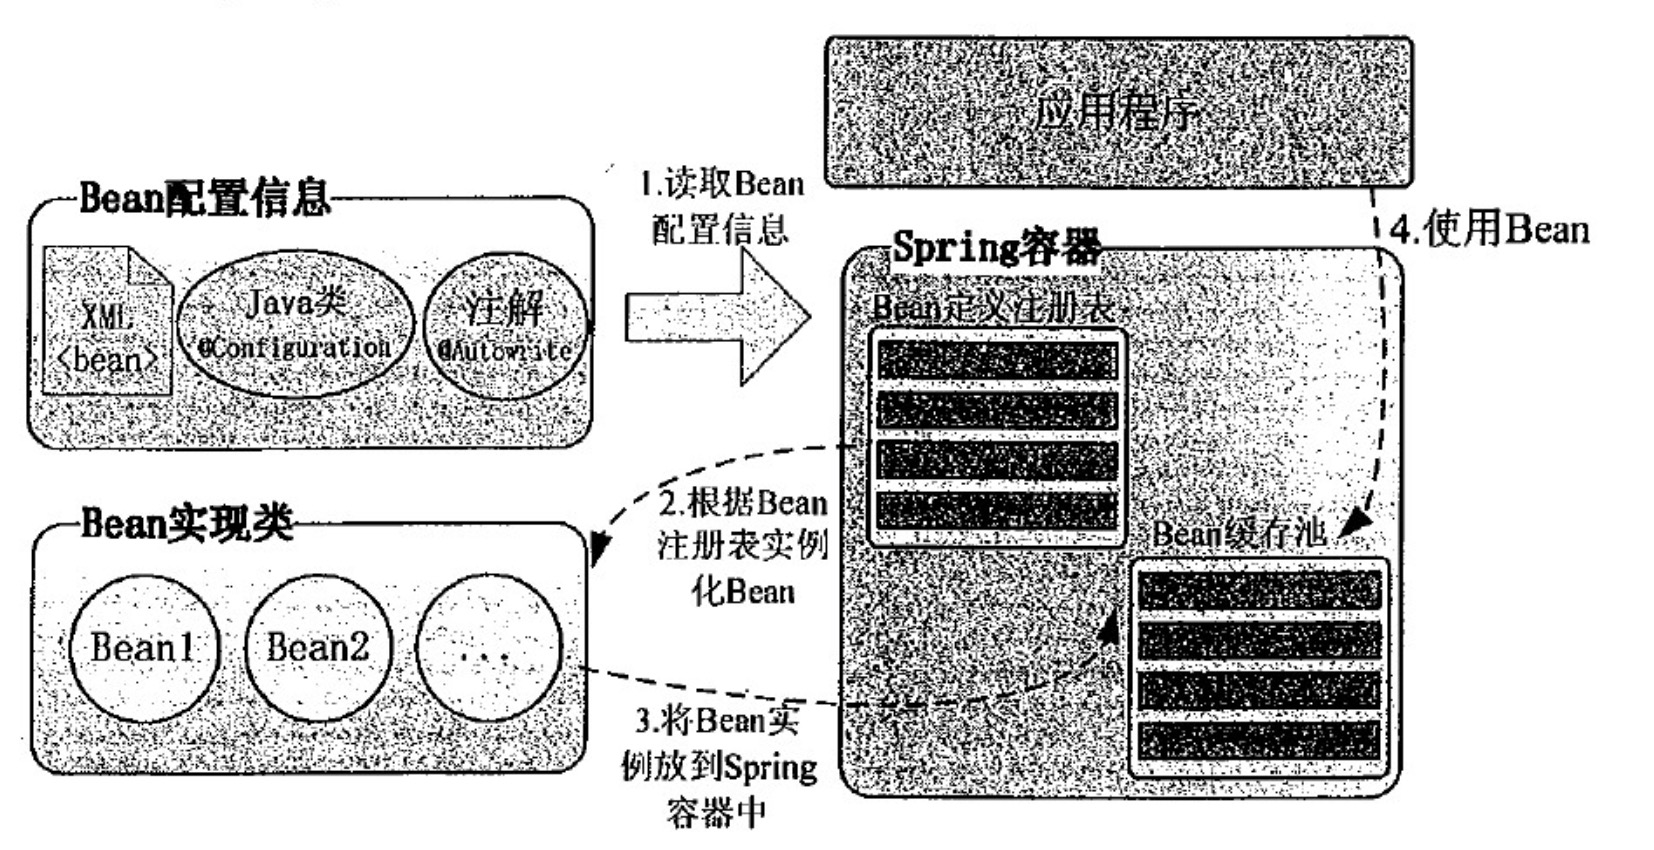 应用程序
Bean配置信息
XML
<bean>
Java类
@Configuration
注解
@Autowrite
1.读取Bean
配置信息
4.使用Bean
Spring容器
Bean定义注册表
2.根据Bean
注册表实例
化Bean
Bean实现类
Bean1
Bean2
...
Bean缓存池
3.将Bean实
例放到Spring
容器中